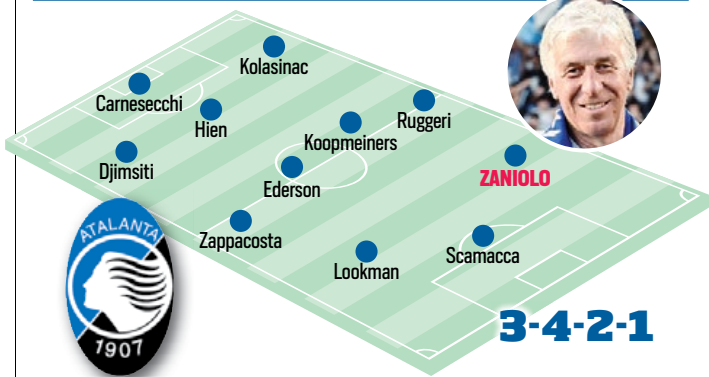 Kolasinac
Carnesecchi
Hien
Ruggeri
Koopmeiners
Djimsiti
ZANIOLO
Ederson
Zappacosta
Scamacca
Lookman
ATALANTA
1907
3-4-2-1